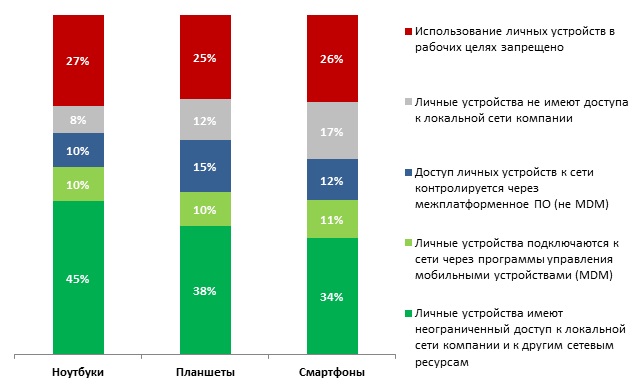 27%
25%
26%
8%
12%
17%
10%
15%
12%
10%
10%
11%
45%
38%
34%
Ноутбуки
Планшеты
Смартфоны
Использование личных устройств в
рабочих целях запрещено
Личные устройства не имеют доступа
к локальной сети компании
Доступ личных устройств к сети
контролируется через
межплатформенное ПО (не MDM)
Личные устройства подключаются к
сети через программы управления
мобильными устройствами (MDM)
Личные устройства имеют
неограниченный доступ к локальной
сети компании и к другим сетевым
ресурсам